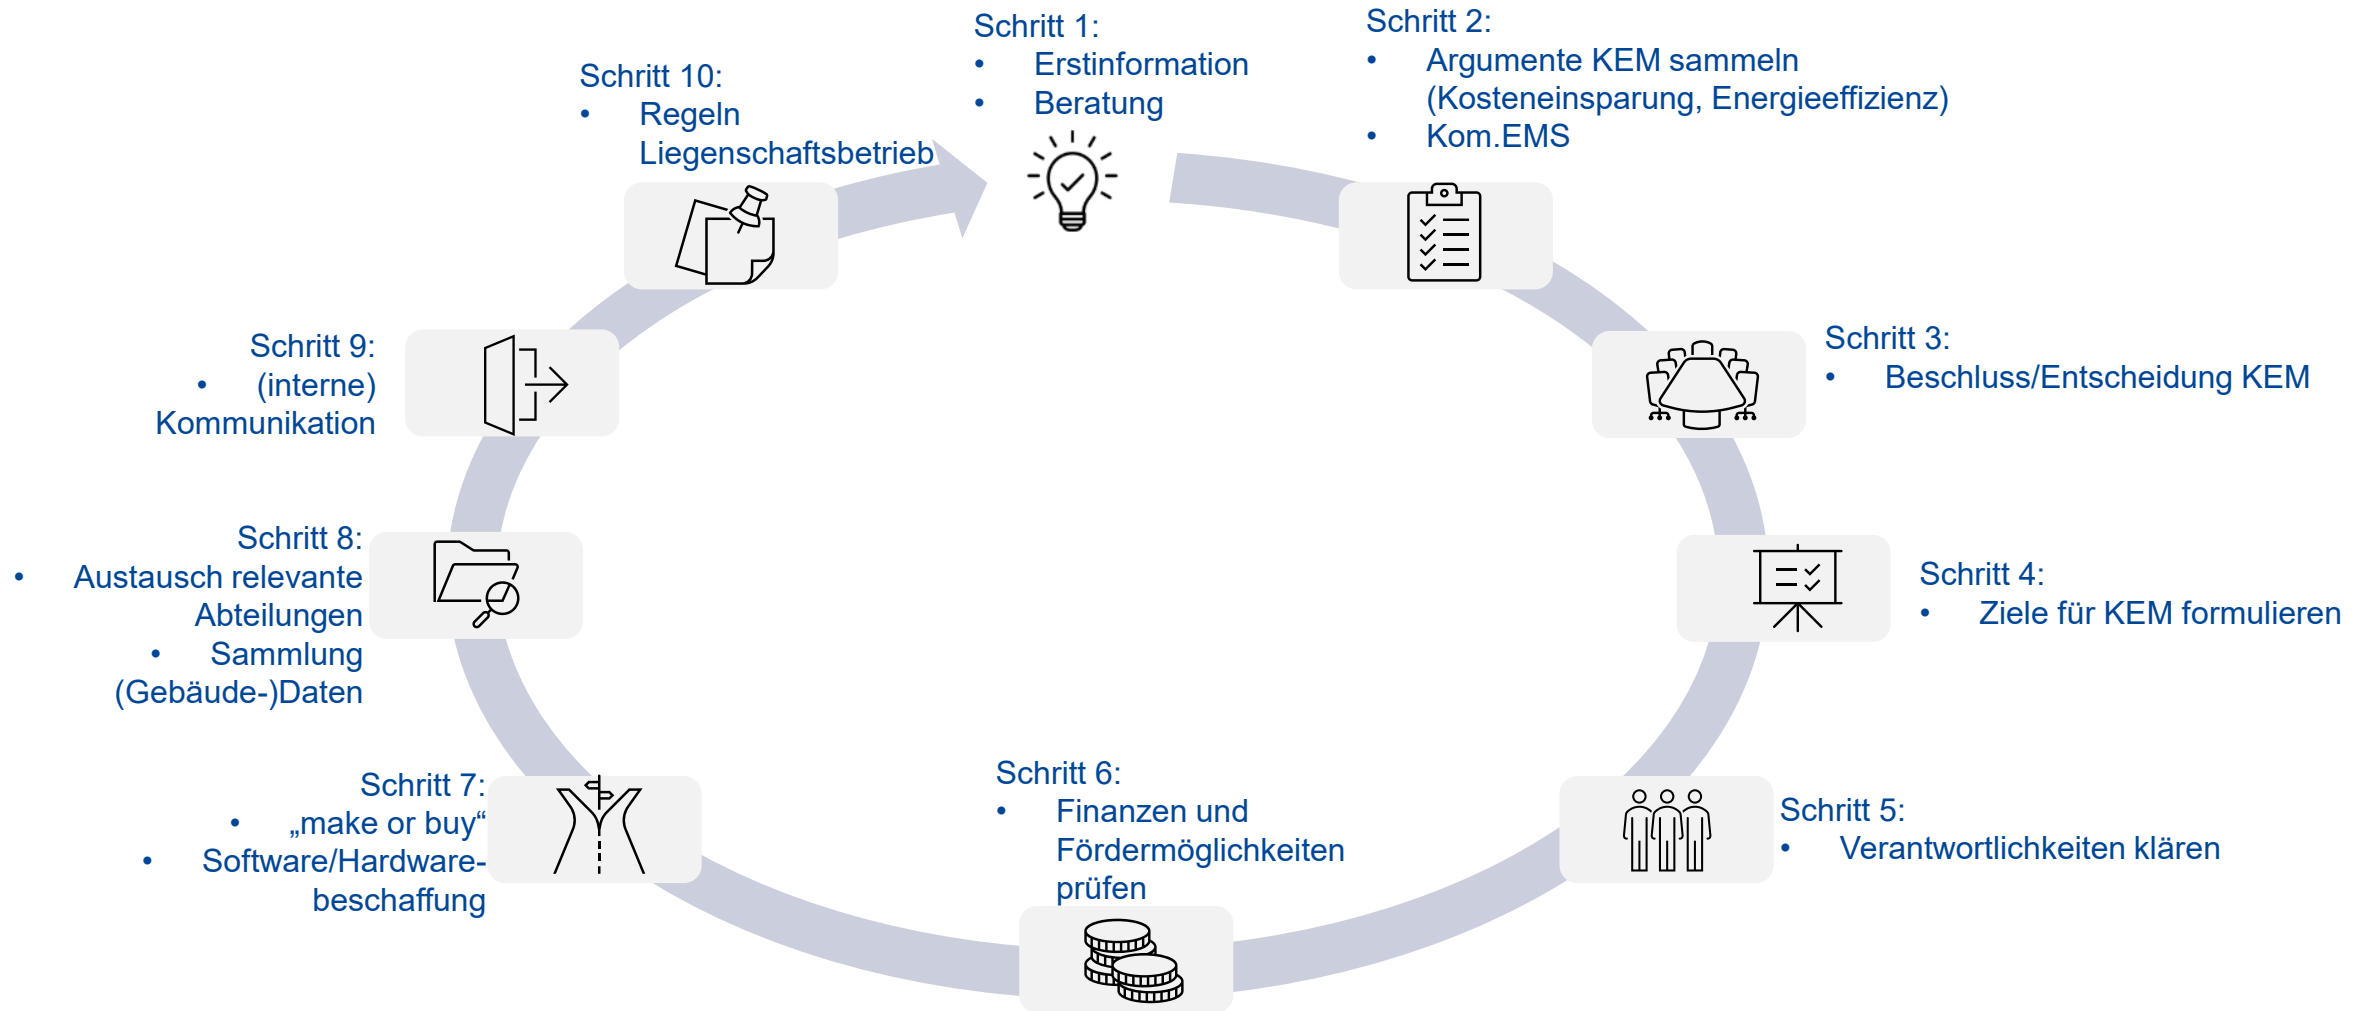 Schritt 1:
• Erstinformation
• Beratung
Schritt 2:
• Argumente KEM sammeln
(Kosteneinsparung, Energieeffizienz)
• Kom.EMS
Schritt 3:
• Beschluss/Entscheidung KEM
Schritt 4:
• Ziele für KEM formulieren
Schritt 5:
• Verantwortlichkeiten klären
Schritt 6:
• Finanzen und
Fördermöglichkeiten
prüfen
Schritt 7:
• „make or buy“
• Software/Hardware-
beschaffung
Schritt 8:
• Austausch relevante
Abteilungen
• Sammlung
(Gebäude-)Daten
Schritt 9:
• (interne)
Kommunikation
Schritt 10:
• Regeln
Liegenschaftsbetrieb